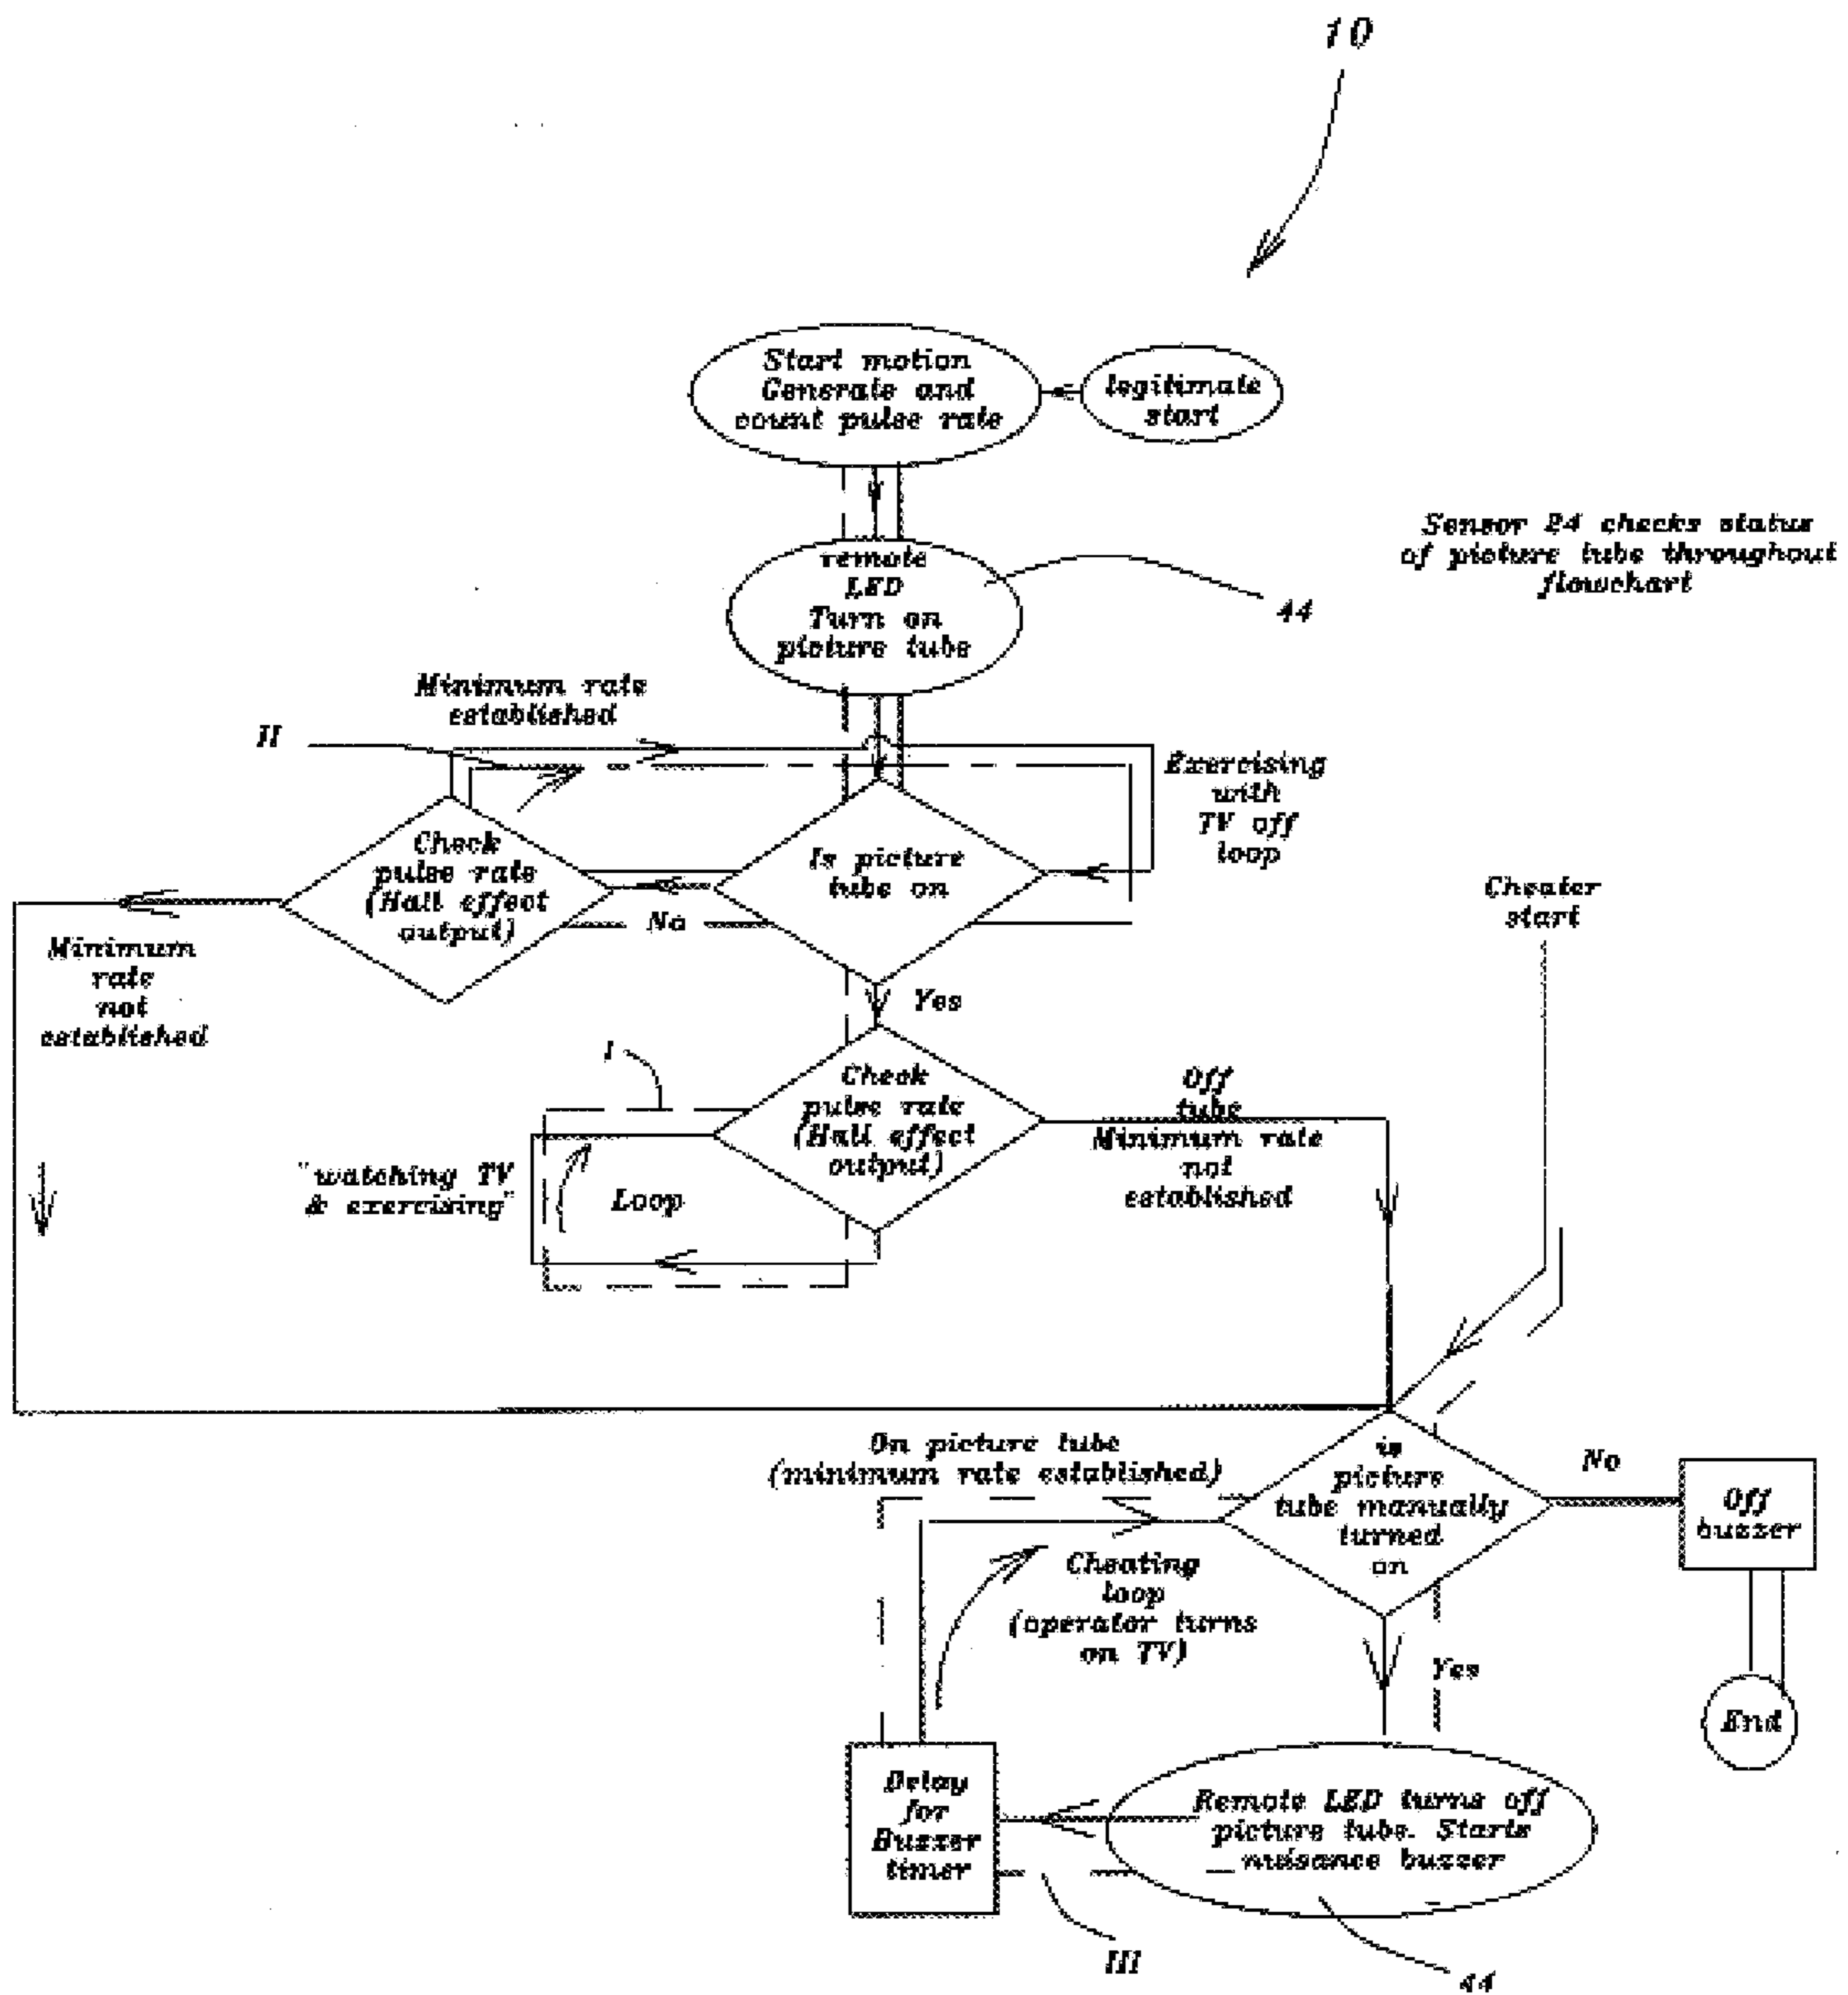 10
Start motion
Generate and
count pulse rate
legitimate
start
remote
LED
Turn on
picture tube
44
Sensor 24 checks status
of picture tube throughout
flowchart
Minimum rate
established
II
Exercising
with
TV off
loop
Check
pulse rate
(Hall effect
output)
Is picture
tube on
No
Minimum
rate
not
established
Yes
Cheater
start
I
Check
pulse rate
(Hall effect
output)
Off
tube
Minimum rate
not
established
"watching TV
& exercising"
Loop
On picture tube
(minimum rate established)
is
picture
tube manually
turned
on
No
Off
buzzer
Cheating
loop
(operator turns
on TV)
Yes
End
Delay
for
Buzzer
timer
Remote LED turns off
picture tube. Starts
nuisance buzzer
III
44